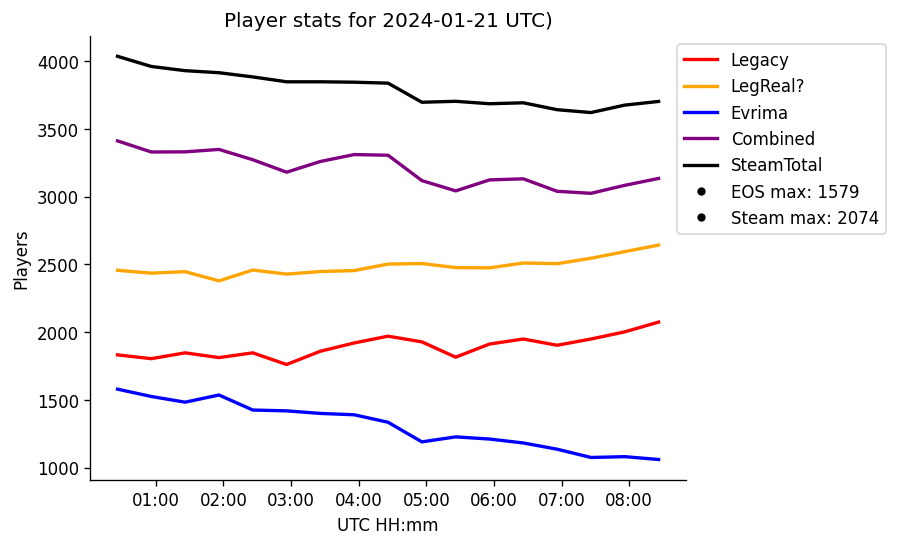 Player stats for 2024-01-21 UTC)
Legacy
LegReal?
Evrima
Combined
SteamTotal
EOS max: 1579
Steam max: 2074
Players
4000
3500
3000
2500
2000
1500
1000
01:00 02:00 03:00 04:00 05:00 06:00 07:00 08:00
UTC HH:mm